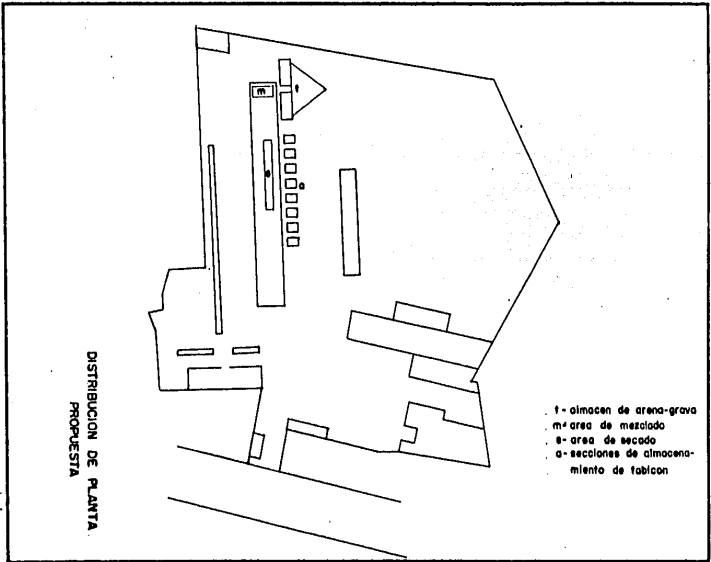 m
t
s
a
DISTRIBUCION DE PLANTA
PROPUESTA
t - almacen de arena-grava
m- area de mezclado
s- area de secado
a- secciones de almacena-
miento de tabicon